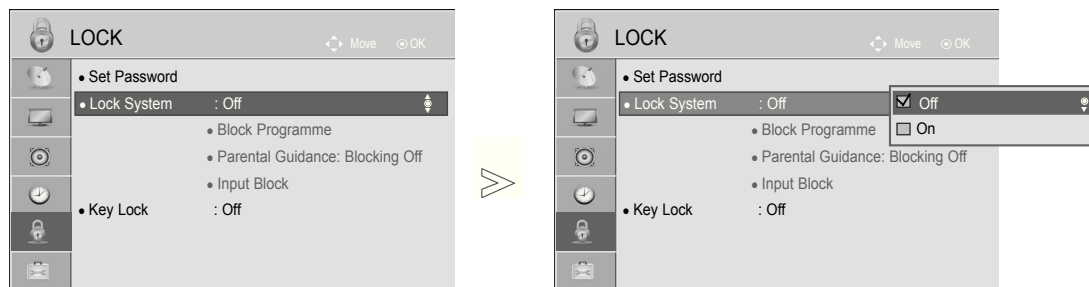 LOCK
Move OK
• Set Password
• Lock System : Off
• Block Programme
• Parental Guidance: Blocking Off
• Input Block
• Key Lock : Off
>
LOCK
Move OK
• Set Password
• Lock System : Off
Off
On
• Block Programme
• Parental Guidance: Blocking Off
• Input Block
• Key Lock : Off